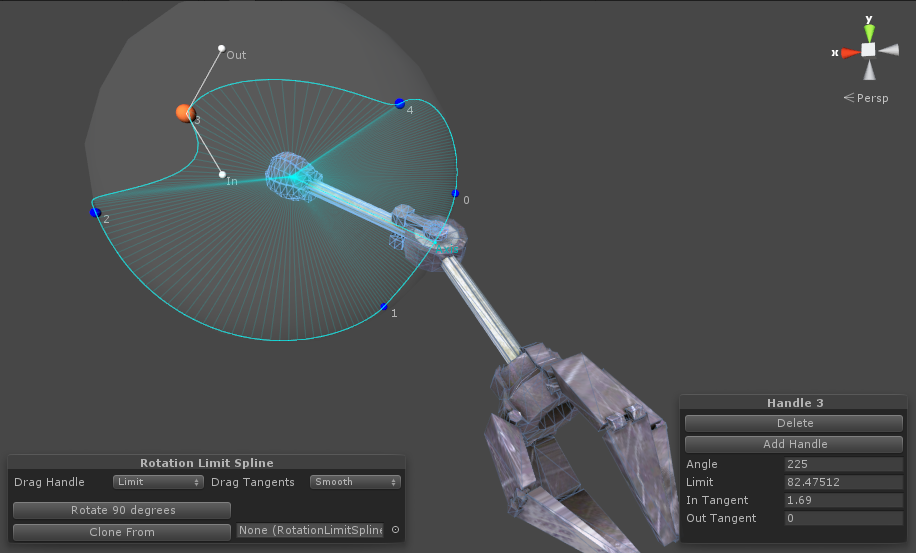 y
Out
x
4
3
Persp
In
0
2
1
Handle 3
Delete
Add Handle
Rotation Limit Spline
Angle 225
Drag Handle Limit Drag Tangents Smooth
Limit 82.47512
In Tangent 1.69
Rotate 90 degrees
Out Tangent 0
Clone From None (RotationLimitSpline